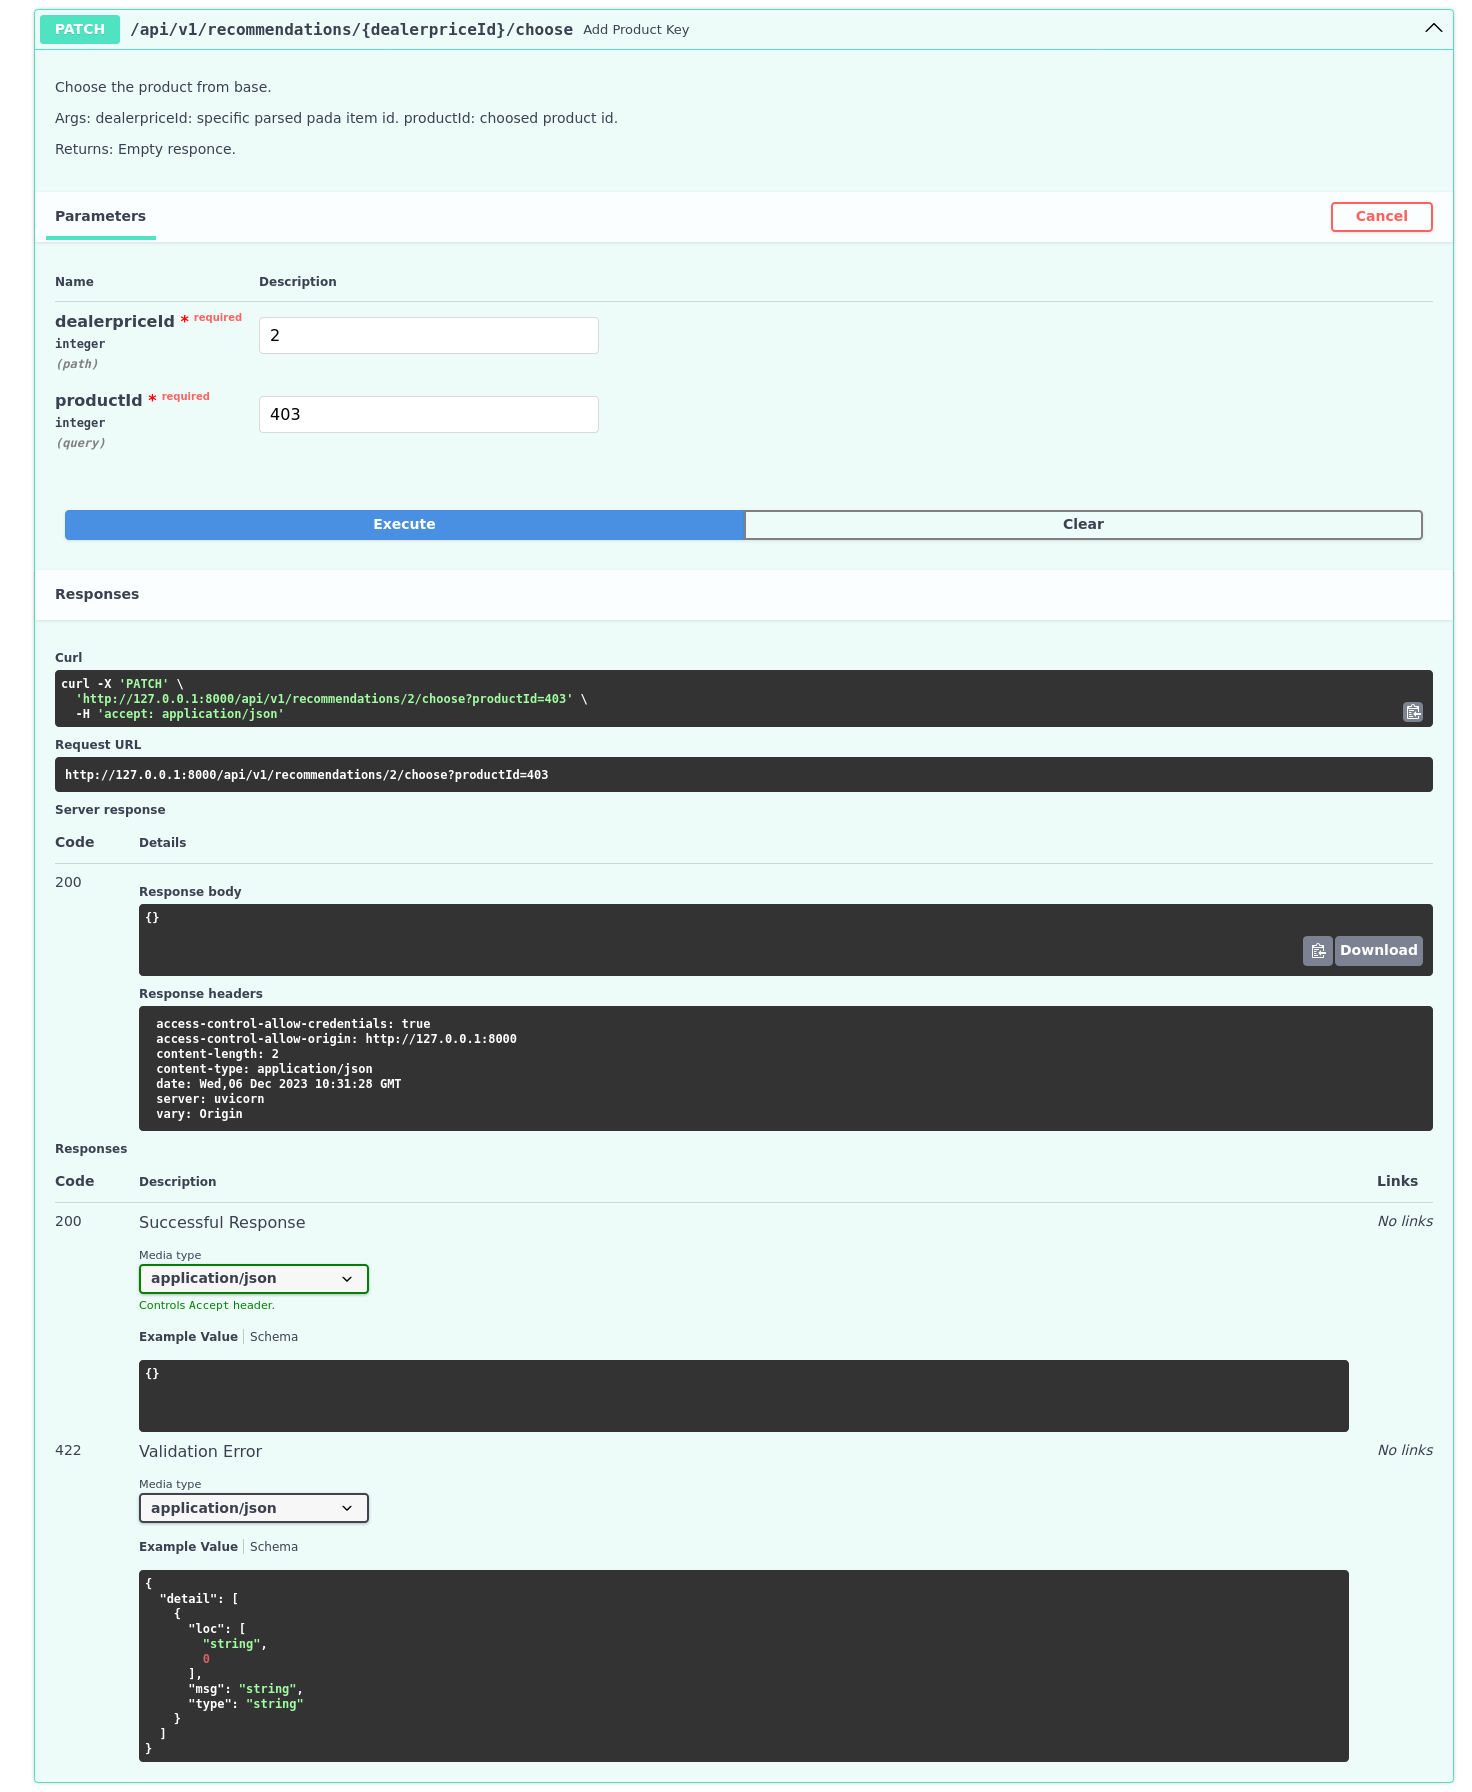 PATCH /api/v1/recommendations/{dealerpriceId}/choose Add Product Key
Choose the product from base.
Args: dealerpriceId: specific parsed pada item id. productId: choosed product id.
Returns: Empty responce.
Parameters Cancel
Name Description
dealerpriceId * required
integer
(path)
2
productId * required
integer
(query)
403
Execute Clear
Responses
Curl
curl -X 'PATCH' \
  'http://127.0.0.1:8000/api/v1/recommendations/2/choose?productId=403' \
  -H 'accept: application/json'
Request URL
http://127.0.0.1:8000/api/v1/recommendations/2/choose?productId=403
Server response
Code Details
200
Response body
{}
Download
Response headers
access-control-allow-credentials: true
access-control-allow-origin: http://127.0.0.1:8000
content-length: 2
content-type: application/json
date: Wed,06 Dec 2023 10:31:28 GMT
server: uvicorn
vary: Origin
Responses
Code Description Links
200 Successful Response No links
Media type
application/json
Controls Accept header.
Example Value Schema
{}
422 Validation Error No links
Media type
application/json
Example Value Schema
{
  "detail": [
    {
      "loc": [
        "string",
        0
      ],
      "msg": "string",
      "type": "string"
    }
  ]
}